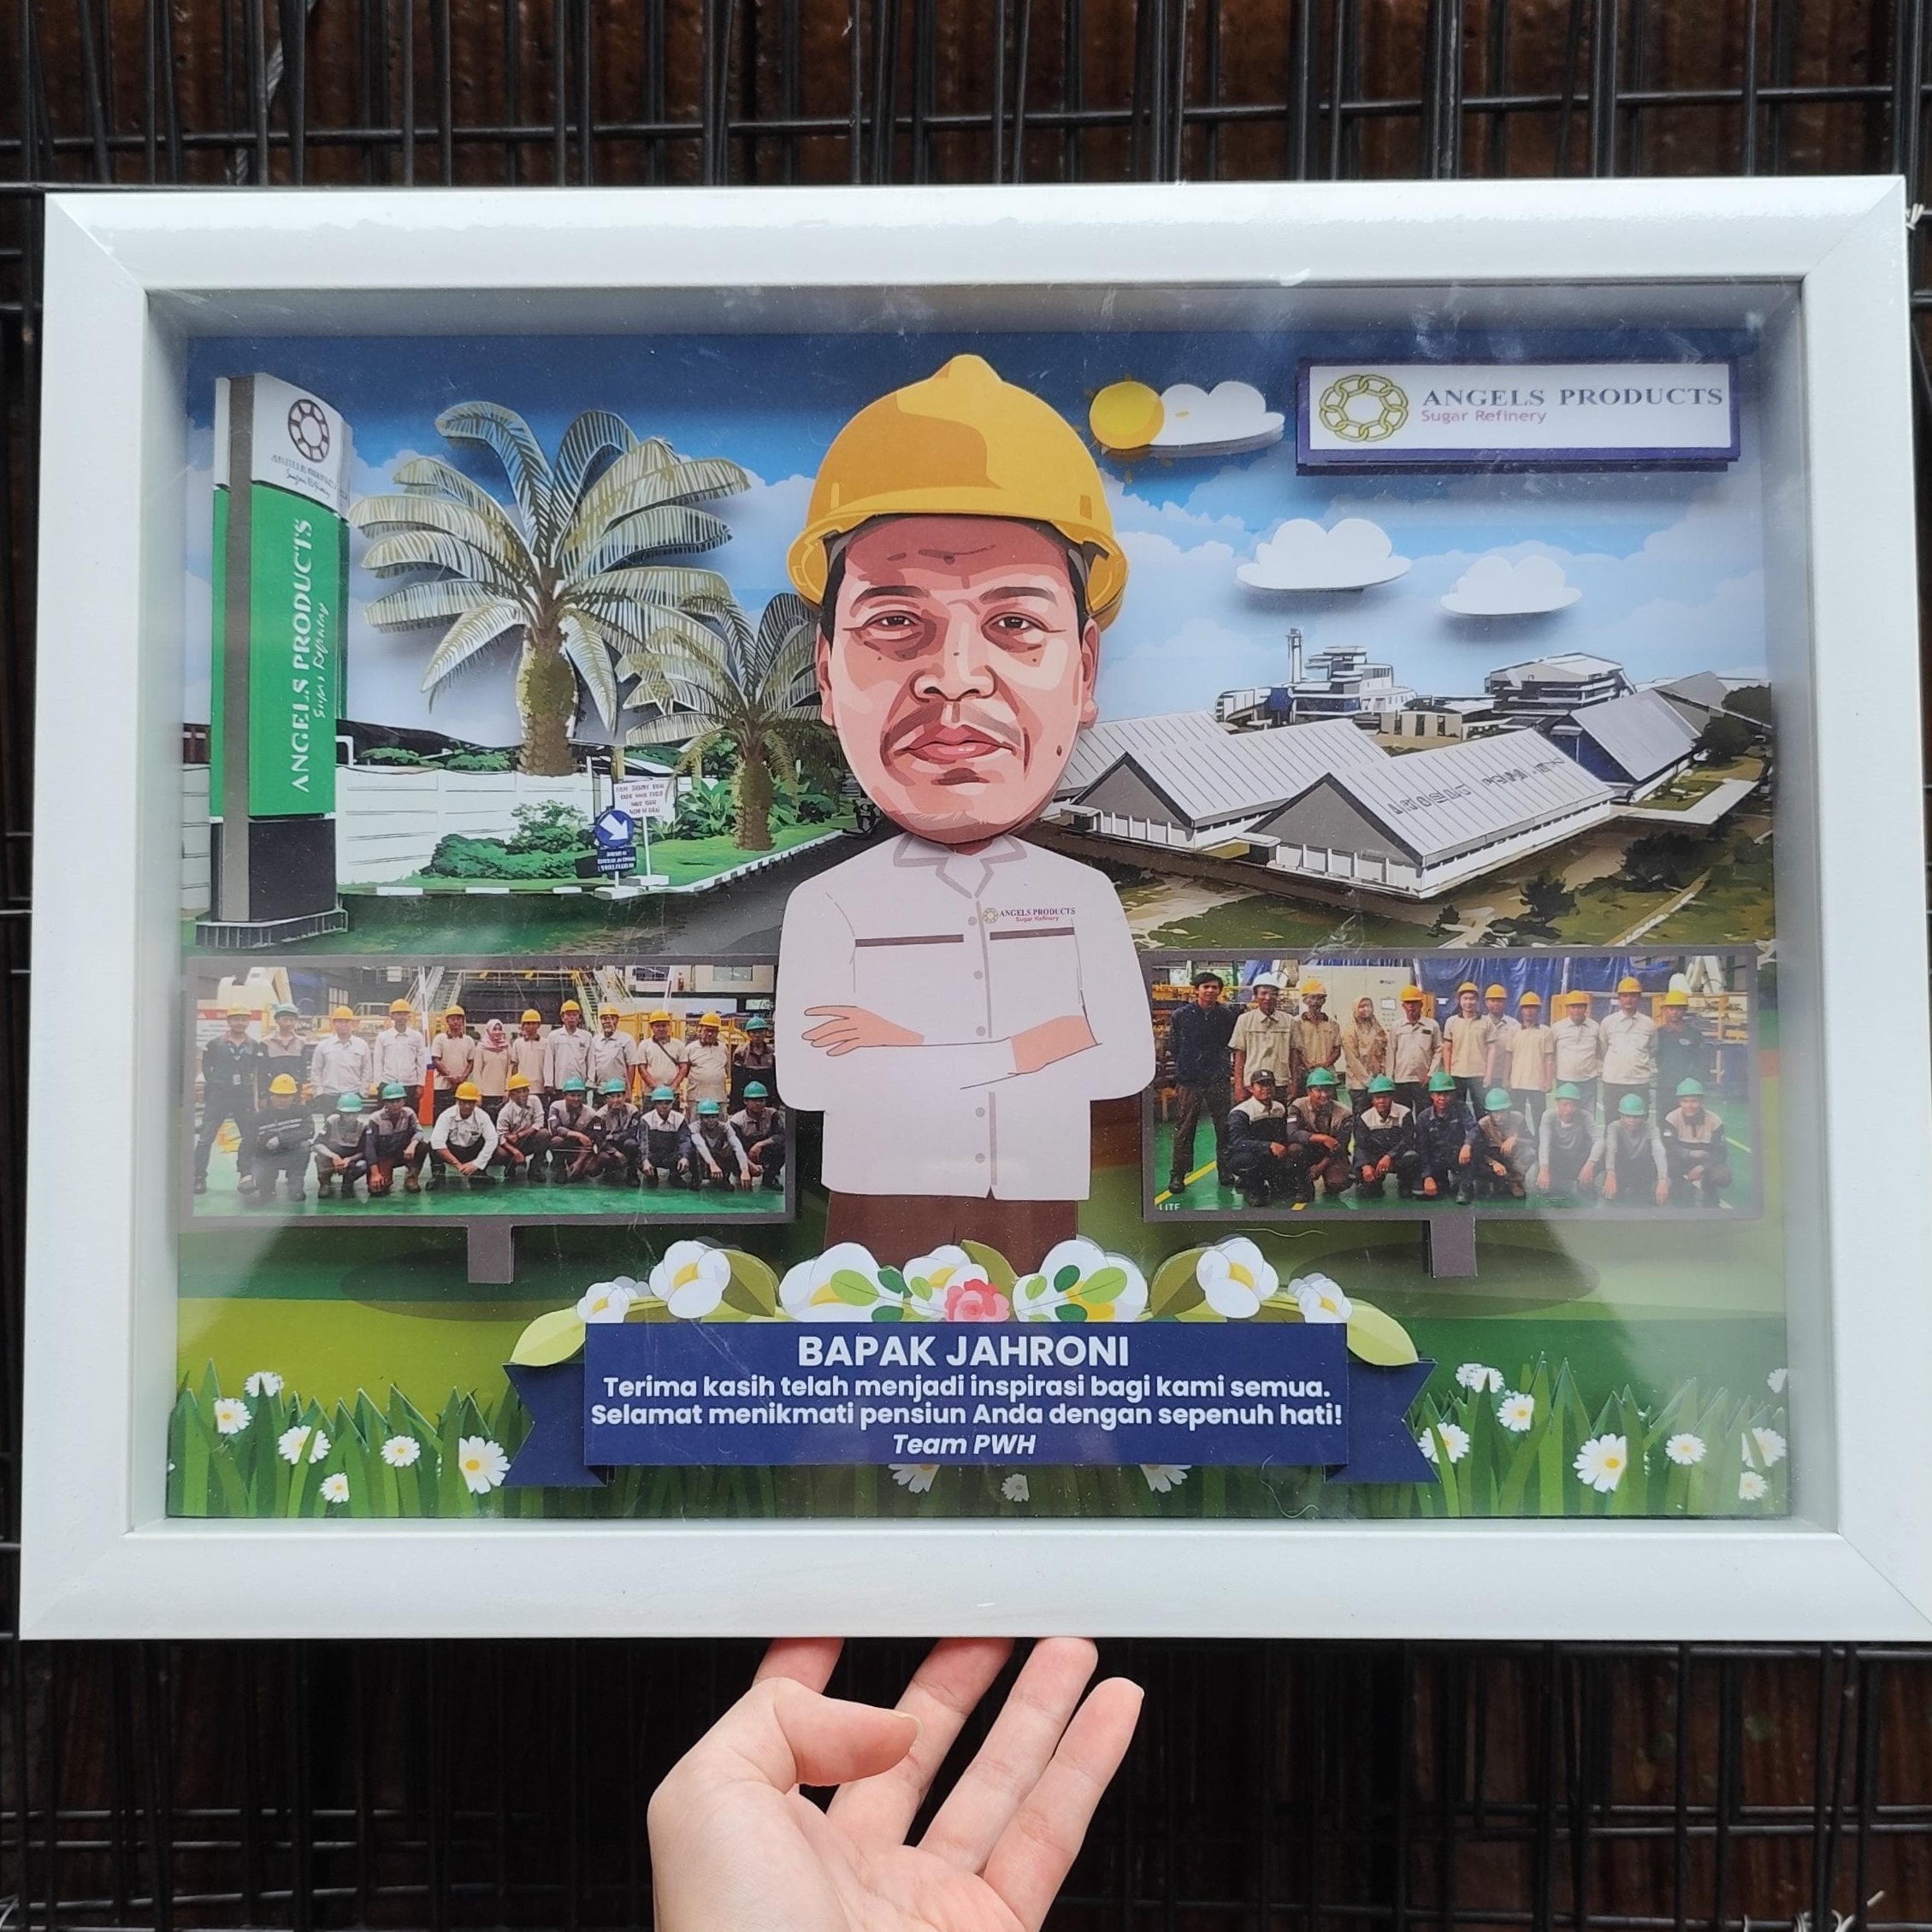 ANGELS PRODUCTS
Sugar Refinery
ANGELS PRODUCTS
Sugar Refinery
ANGELS PRODUCTS
Sugar Refinery
LITE
BAPAK JAHRONI
Terima kasih telah menjadi inspirasi bagi kami semua.
Selamat menikmati pensiun Anda dengan sepenuh hati!
Team PWH